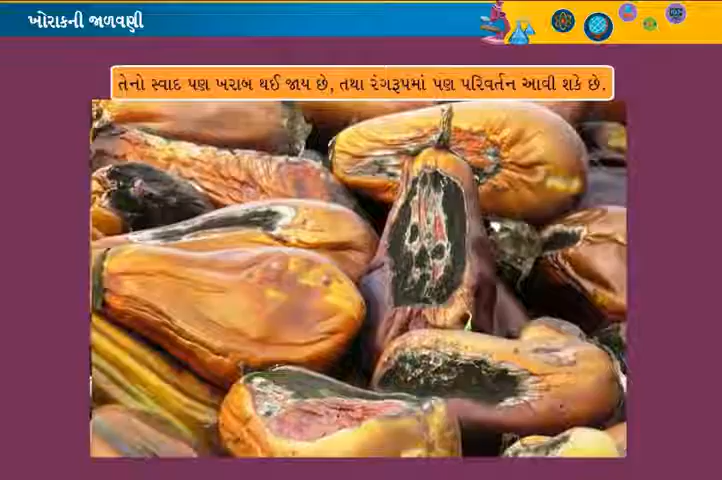 ખોરાકની જાળવણી
તેનો સ્વાદ પણ ખરાબ થઈ જાય છે, તથા રંગરૂપમાં પણ પરિવર્તન આવી શકે છે.